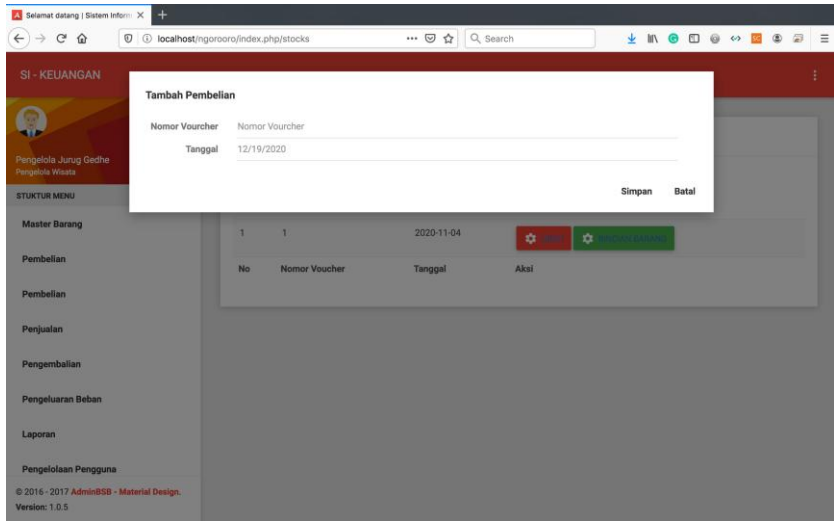 Selamat datang | Sistem Inform
localhost/ngorooro/index.php/stocks
Search
SI - KEUANGAN
Tambah Pembelian
Nomor Vourcher Nomor Vourcher
Tanggal 12/19/2020
Simpan Batal
Pengelola Jurug Gedhe
Pengelola Wisata
STUKTUR MENU
Master Barang
Pembelian
Pembelian
Penjualan
Pengembalian
Pengeluaran Beban
Laporan
Pengelolaan Pengguna
1 1 2020-11-04
No Nomor Voucher Tanggal Aksi
© 2016 - 2017 AdminBSB - Material Design.
Version: 1.0.5